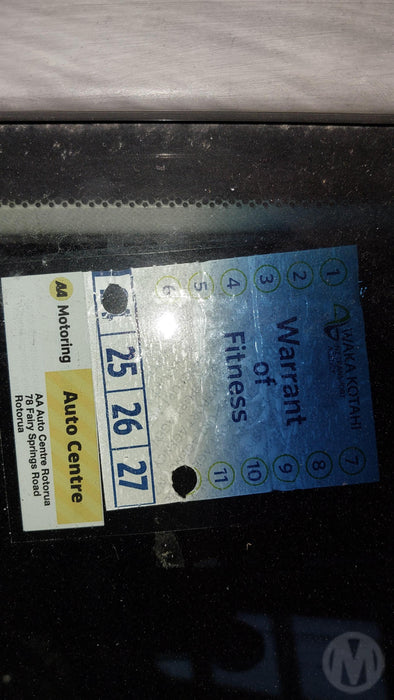 WAKA KOTAHI
1
2
3
4
5
6
Warrant
of
Fitness
7
8
9
10
11
25 26 27
AA Motoring
Auto Centre
AA Auto Centre Rotorua
78 Fairy Springs Road
Rotorua
M